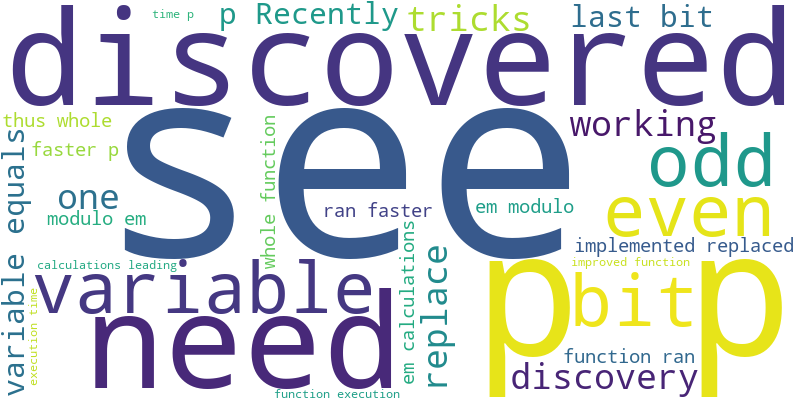 time p
p Recently
tricks
last bit
discovered
thus whole
faster p
see
working
odd
one
modulo em
whole function
ran faster
em modulo
even
variable equals
implemented replaced
calculations leading
improved function
variable
need
em calculations
replace
p p
bit
execution time
function ran
discovery
function execution